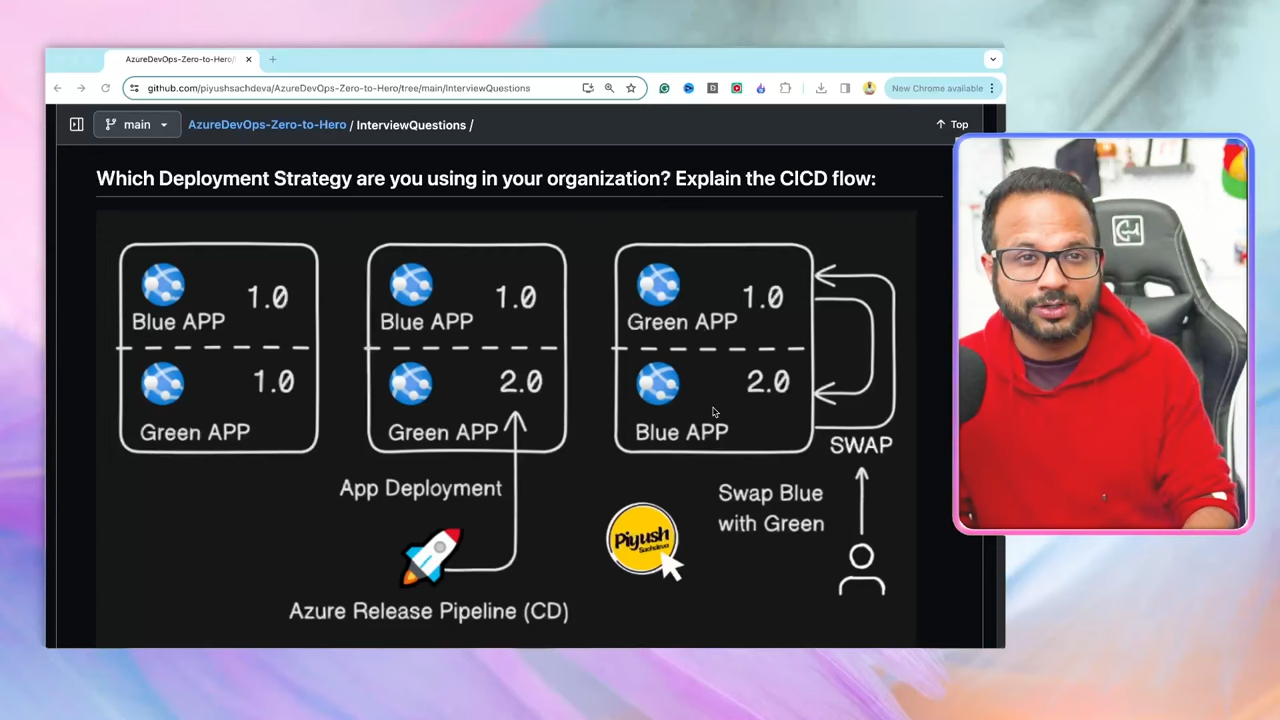 AzureDevOps-Zero-to-Hero/
github.com/piyushsachdeva/AzureDevOps-Zero-to-Hero/tree/main/InterviewQuestions
New Chrome available
main
AzureDevOps-Zero-to-Hero / InterviewQuestions /
Top
Which Deployment Strategy are you using in your organization? Explain the CICD flow:
1.0
Blue APP
1.0
Green APP
1.0
Blue APP
2.0
Green APP
App Deployment
Azure Release Pipeline (CD)
1.0
Green APP
2.0
Blue APP
SWAP
Swap Blue
with Green
Piyush
Sachdeva